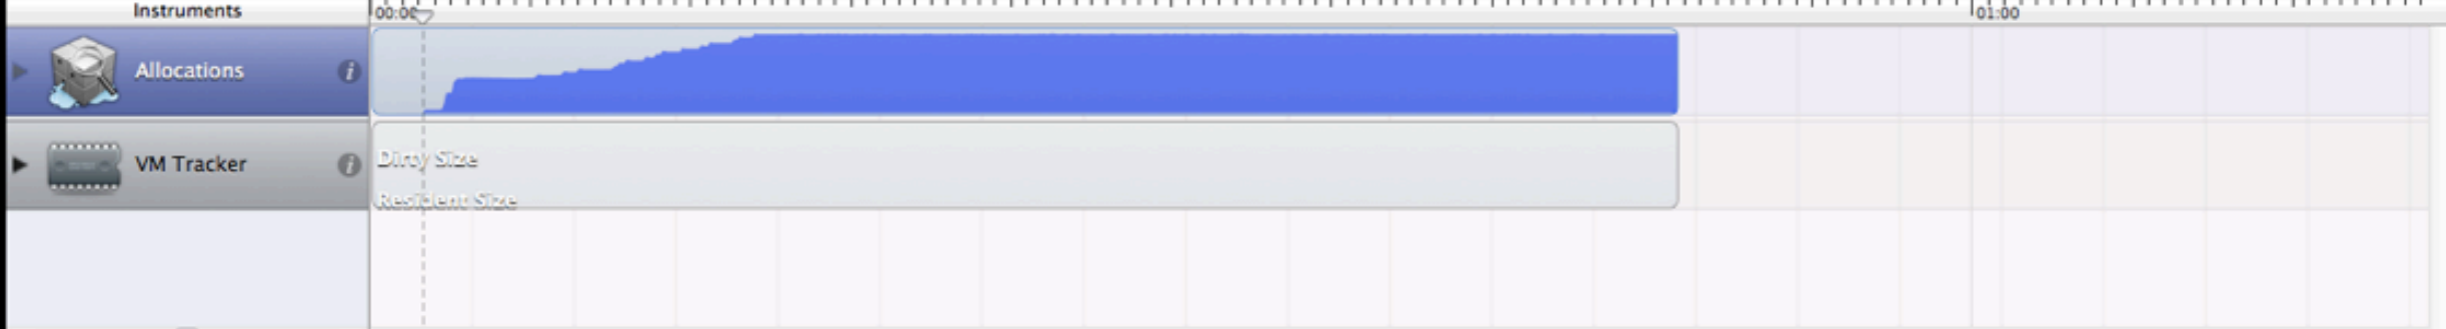 Instruments
00:00
01:00
Allocations
VM Tracker
Dirty Size
Resident Size